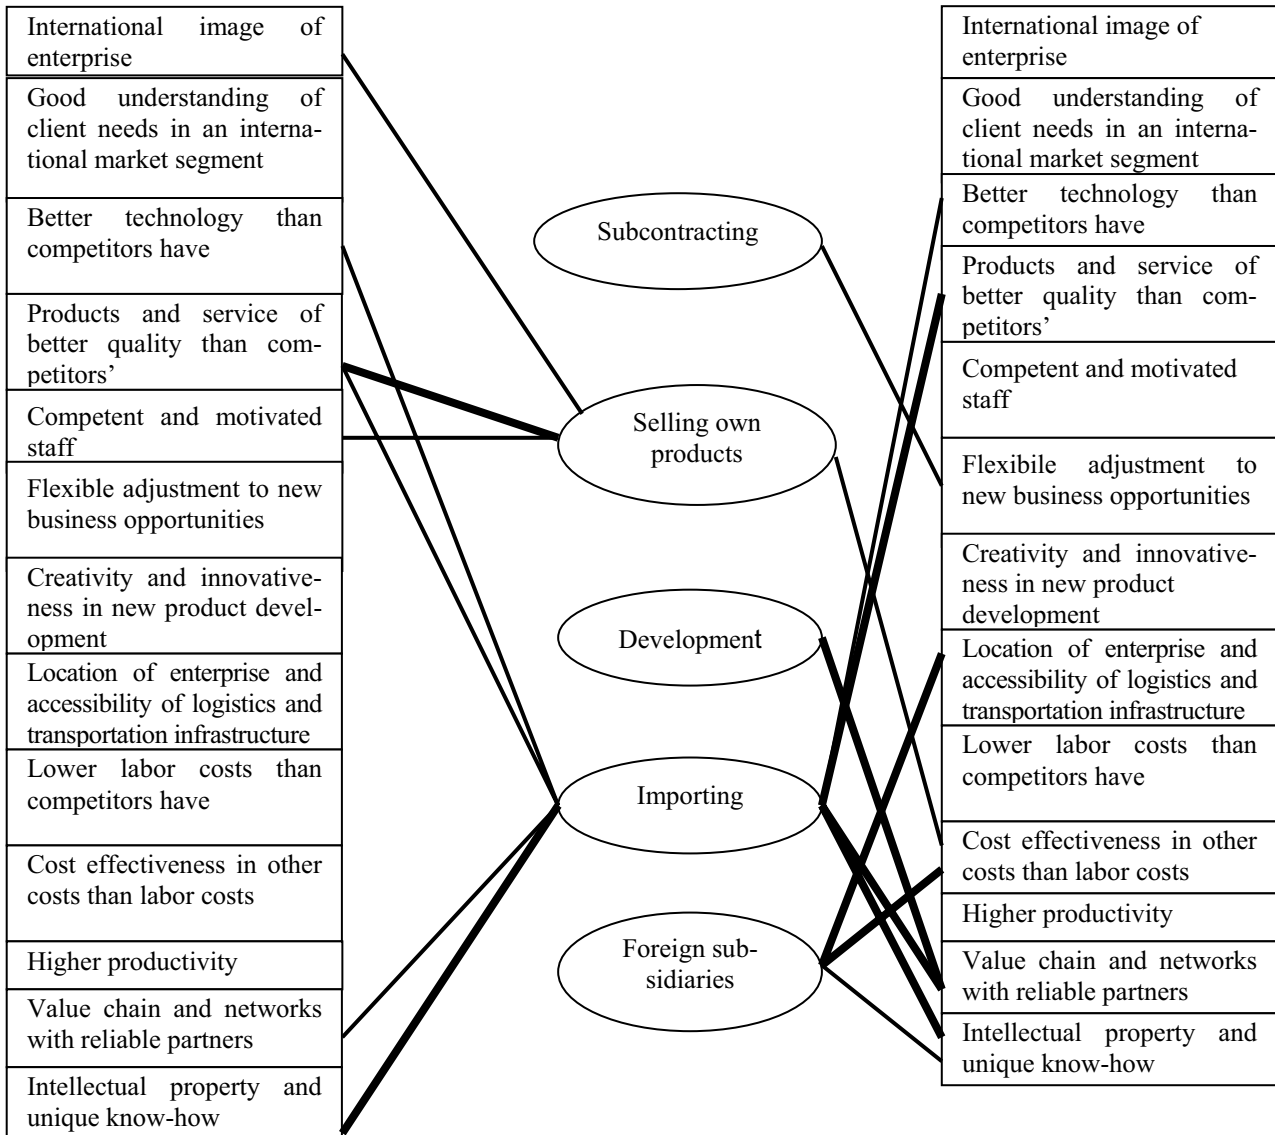 International image of
enterprise
Good understanding of
client needs in an interna-
tional market segment
Better technology than
competitors have
Products and service of
better quality than com-
petitors’
Competent and motivated
staff
Flexible adjustment to new
business opportunities
Creativity and innovative-
ness in new product devel-
opment
Location of enterprise and
accessibility of logistics and
transportation infrastructure
Lower labor costs than
competitors have
Cost effectiveness in other
costs than labor costs
Higher productivity
Value chain and networks
with reliable partners
Intellectual property and
unique know-how
Subcontracting
Selling own
products
Development
Importing
Foreign sub-
sidiaries
International image of
enterprise
Good understanding of
client needs in an interna-
tional market segment
Better technology than
competitors have
Products and service of
better quality than com-
petitors’
Competent and motivated
staff
Flexibile adjustment to
new business opportunities
Creativity and innovative-
ness in new product
development
Location of enterprise and
accessibility of logistics and
transportation infrastructure
Lower labor costs than
competitors have
Cost effectiveness in other
costs than labor costs
Higher productivity
Value chain and networks
with reliable partners
Intellectual property and
unique know-how